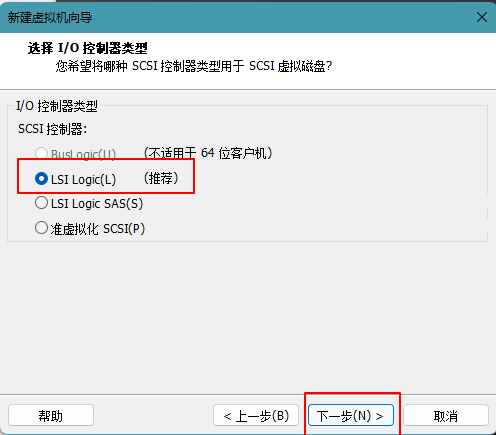 新建虚拟机向导
选择 I/O 控制器类型
您希望将哪种 SCSI 控制器类型用于 SCSI 虚拟磁盘?
I/O 控制器类型
SCSI 控制器:
BusLogic(U) (不适用于 64 位客户机)
LSI Logic(L) (推荐)
LSI Logic SAS(S)
准虚拟化 SCSI(P)
帮助 < 上一步(B) 下一步(N) > 取消